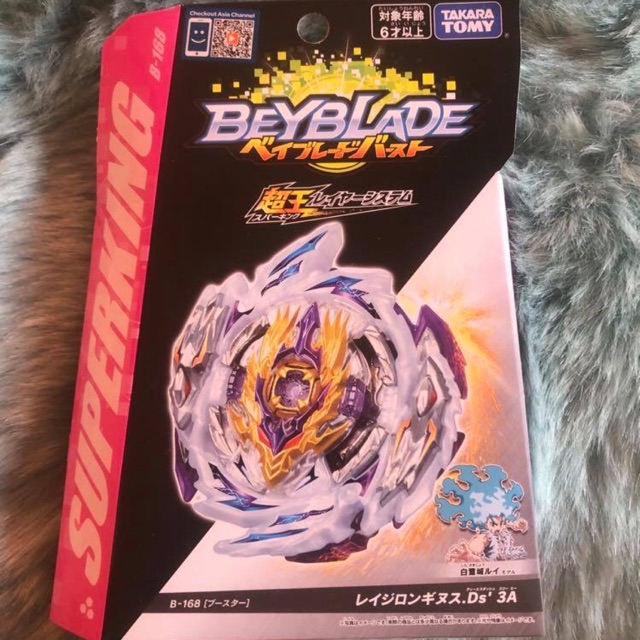 Checkout Asia Channel
対象年齢
6才以上
TAKARA
TOMY
BEYBLADE
ベイブレードバースト
超王レイヤーシステム
スパーキング
SUPERKING
B-168
白鷺城ルイ
B-168 [ブースター]
レイジロンギヌス.Ds' 3A